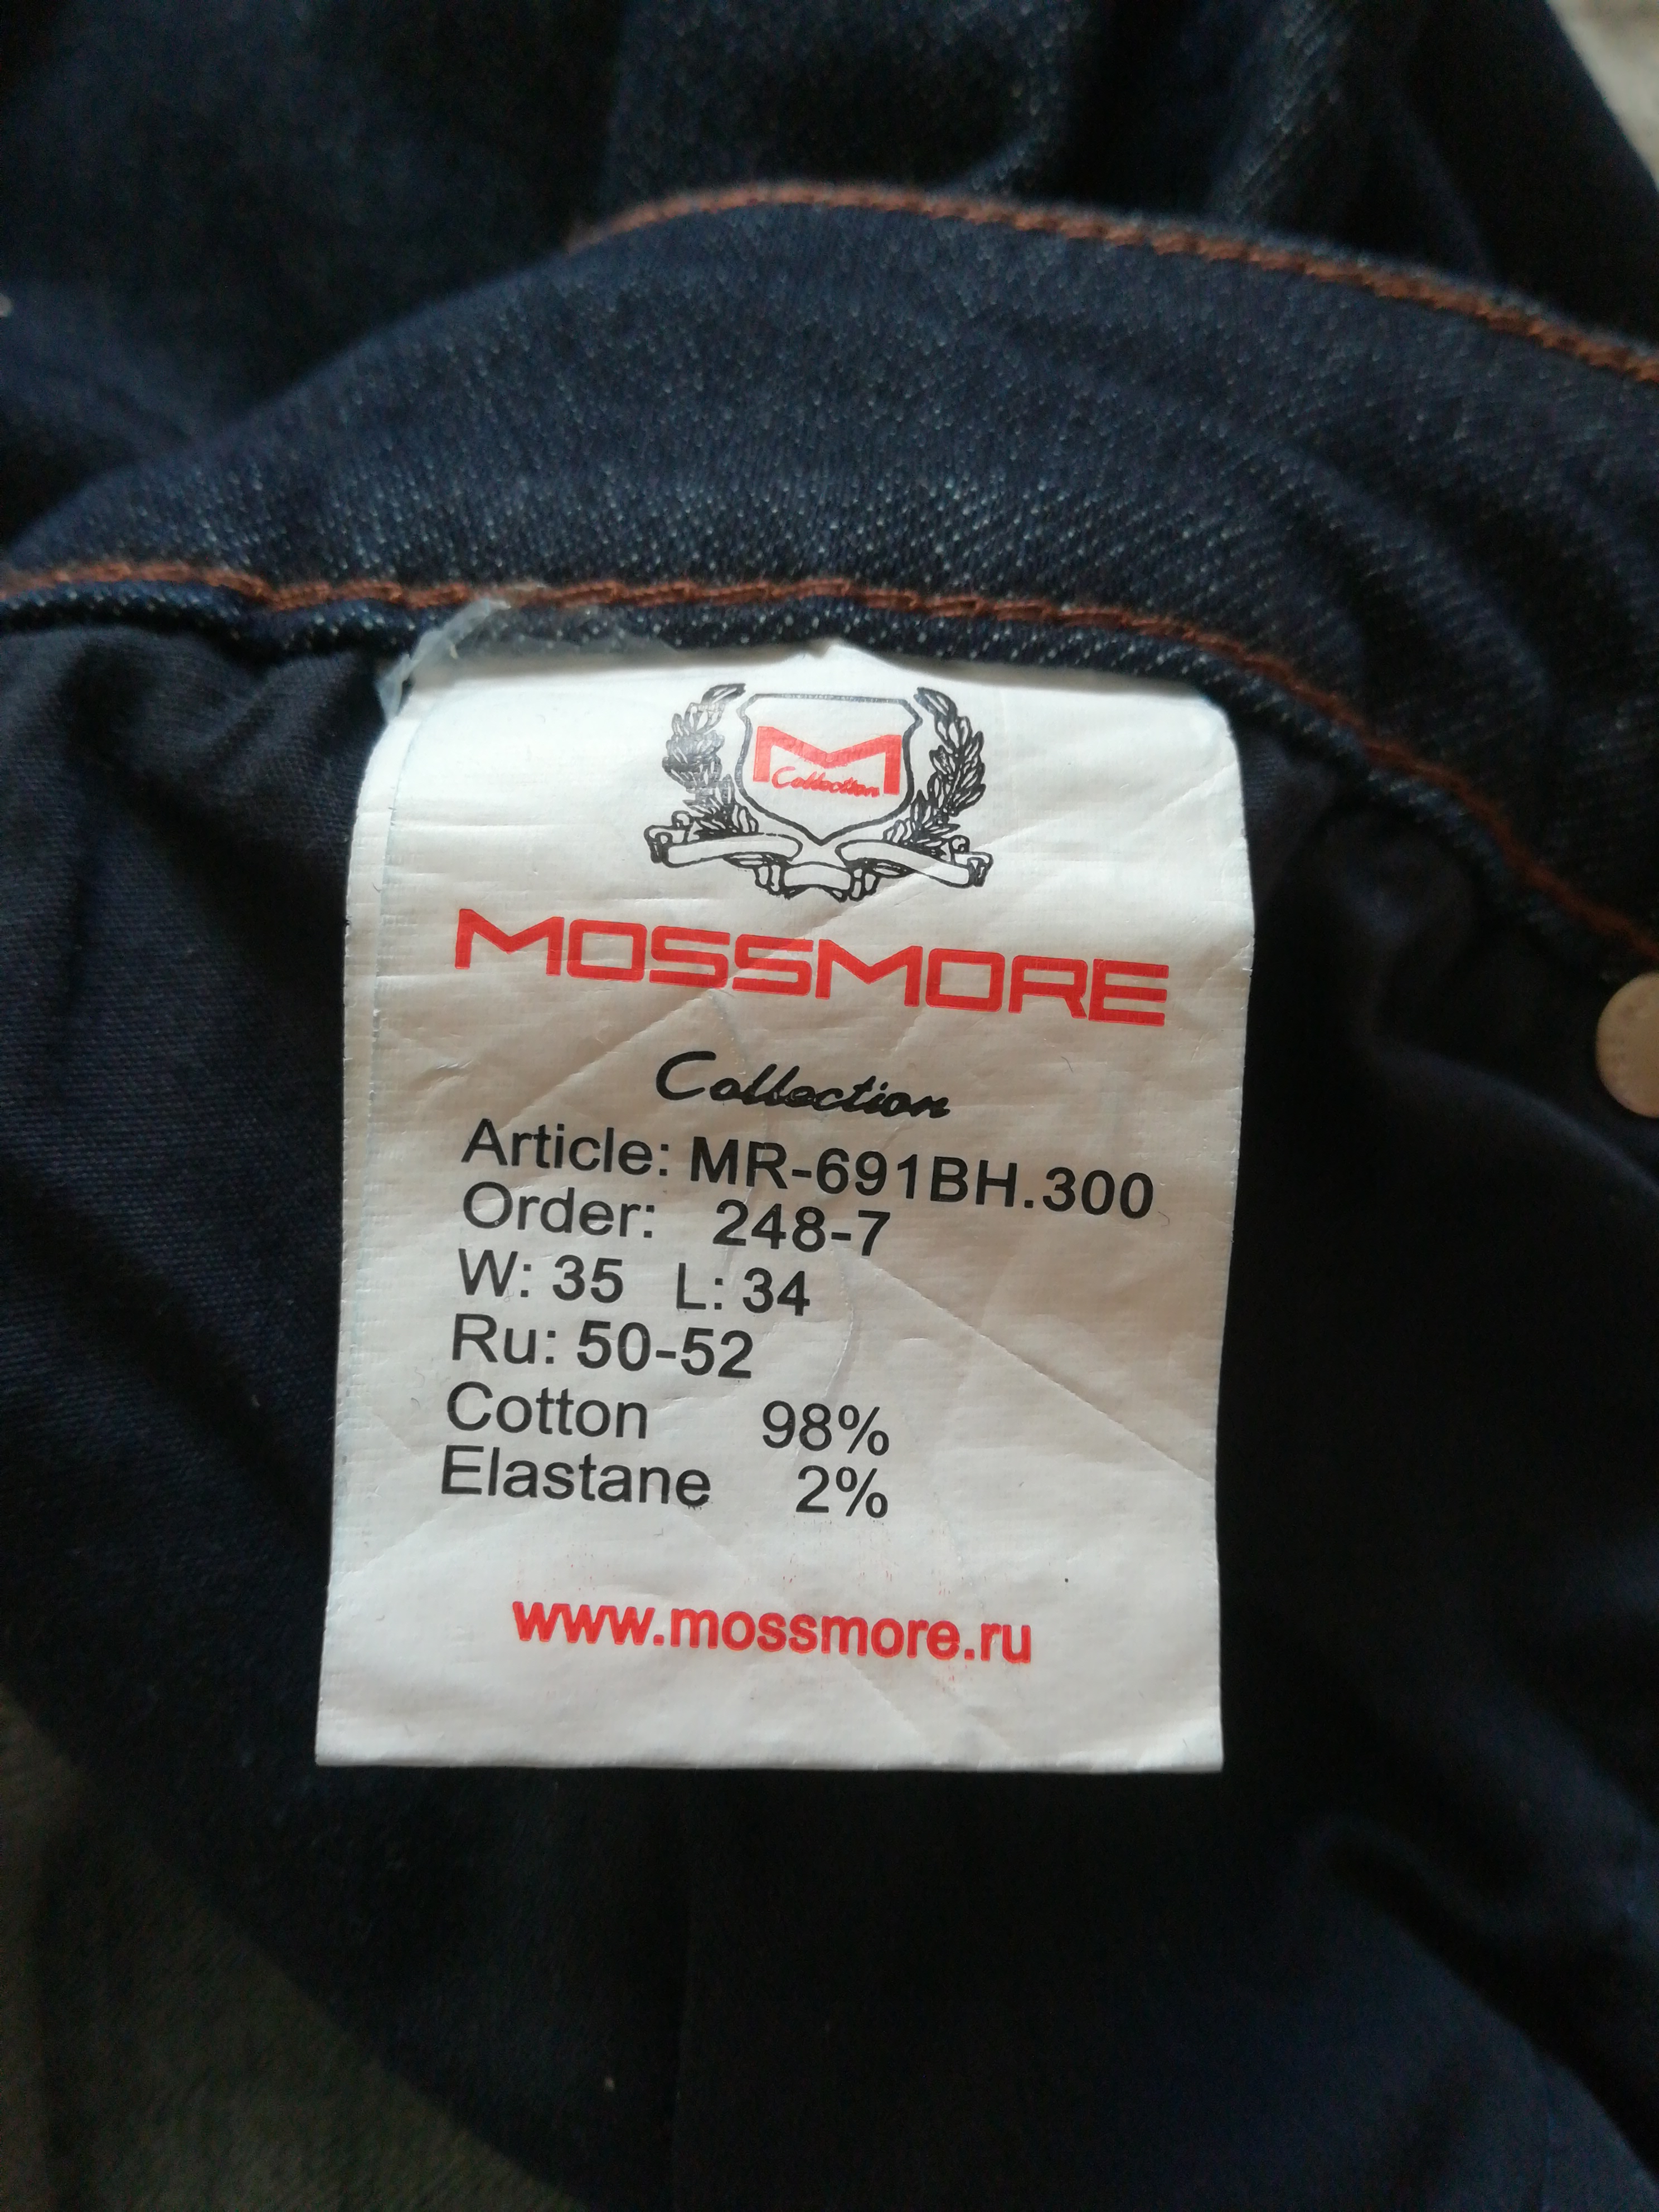 M
Collection
MOSSMORE
Collection
Article: MR-691BH.300
Order: 248-7
W: 35 L: 34
Ru: 50-52
Cotton 98%
Elastane 2%
www.mossmore.ru